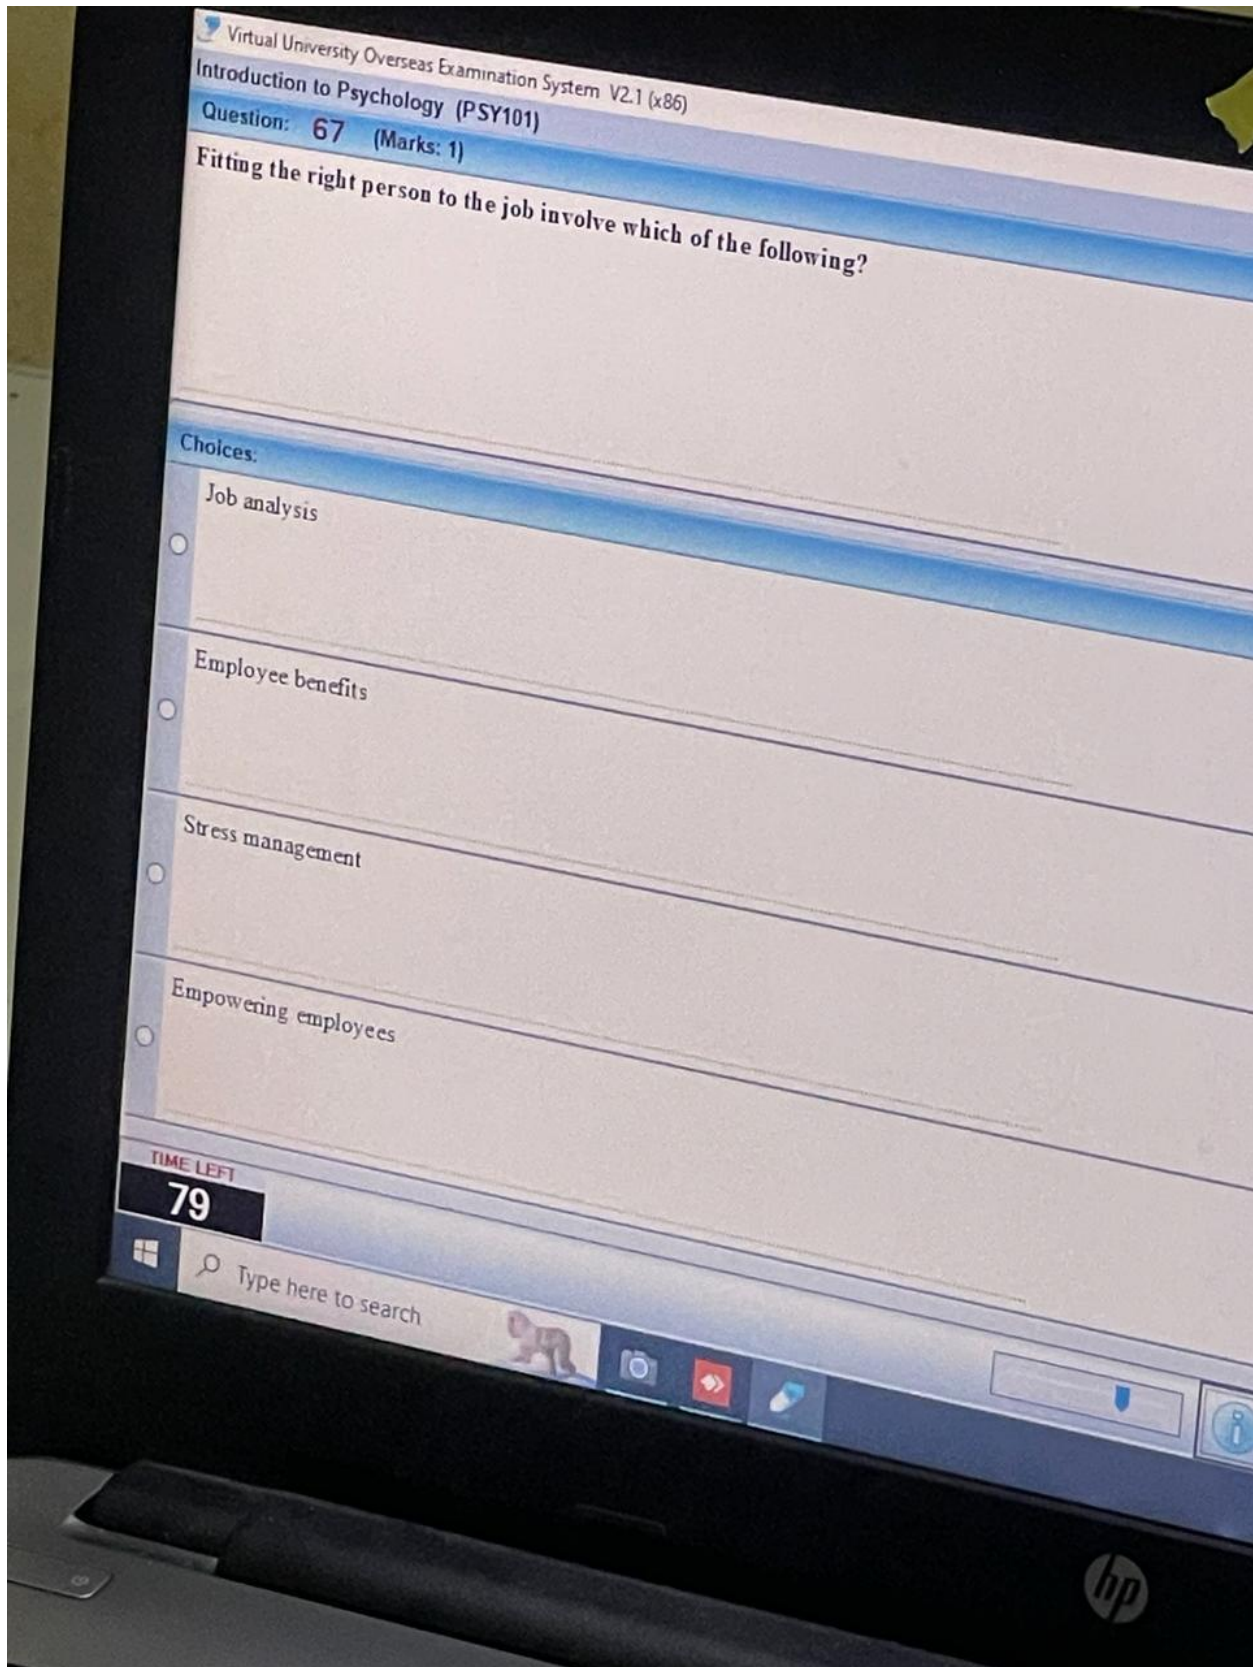 Virtual University Overseas Examination System V2.1 (x86)
Introduction to Psychology (PSY101)
Question: 67 (Marks: 1)
Fitting the right person to the job involve which of the following?
Choices:
Job analysis
Employee benefits
Stress management
Empowering employees
TIME LEFT
79
Type here to search
hp